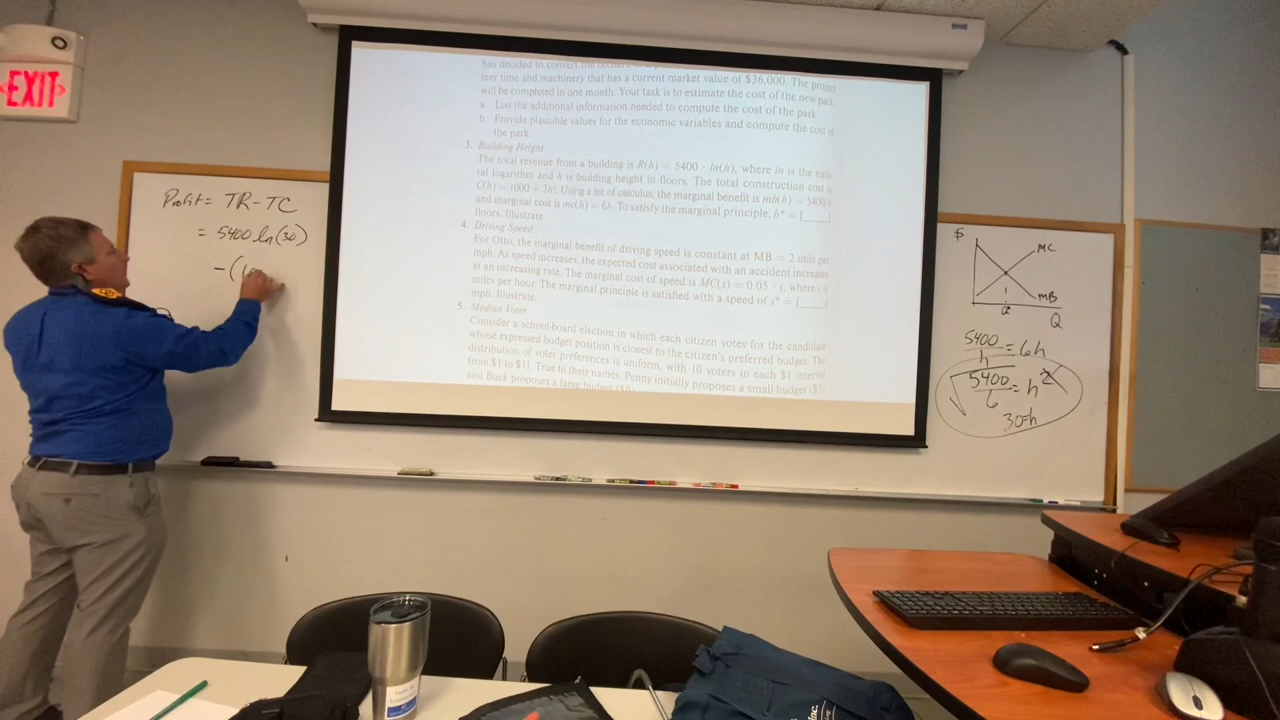 EXIT
Profit = TR-TC
= 5400 ln(30)
-(
has decided to convert the
teer time and machinery that has a current market value of $36,000. The project
will be completed in one month. Your task is to estimate the cost of the new park.
a. List the additional information needed to compute the cost of the park.
b. Provide plausible values for the economic variables and compute the cost of
the park.
3. Building Height
The total revenue from a building is R(h) = 5400 · ln(h), where ln is the natu-
ral logarithm and h is building height in floors. The total construction cost is
C(h) = 1000 + 3h². Using a bit of calculus, the marginal benefit is mb(h) = 5400/h
and marginal cost is mc(h) = 6h. To satisfy the marginal principle, h* = [____]
floors. Illustrate.
4. Driving Speed
For Otto, the marginal benefit of driving speed is constant at MB = 2 utils per
mph. As speed increases, the expected cost associated with an accident increases
at an increasing rate. The marginal cost of speed is MC(s) = 0.05 · s, where s is
miles per hour. The marginal principle is satisfied with a speed of s* = [____]
mph. Illustrate.
5. Median Voter
Consider a school-board election in which each citizen votes for the candidate
whose expressed budget position is closest to the citizen's preferred budget. The
distribution of voter preferences is uniform, with 10 voters in each $1 interval
from $1 to $11. True to their names, Penny initially proposes a small budget ($3)
and Buck proposes a large budget ($9)
$
MC
MB
Q
5400/h = 6h
√5400/6 = h²
30=h
Inc.